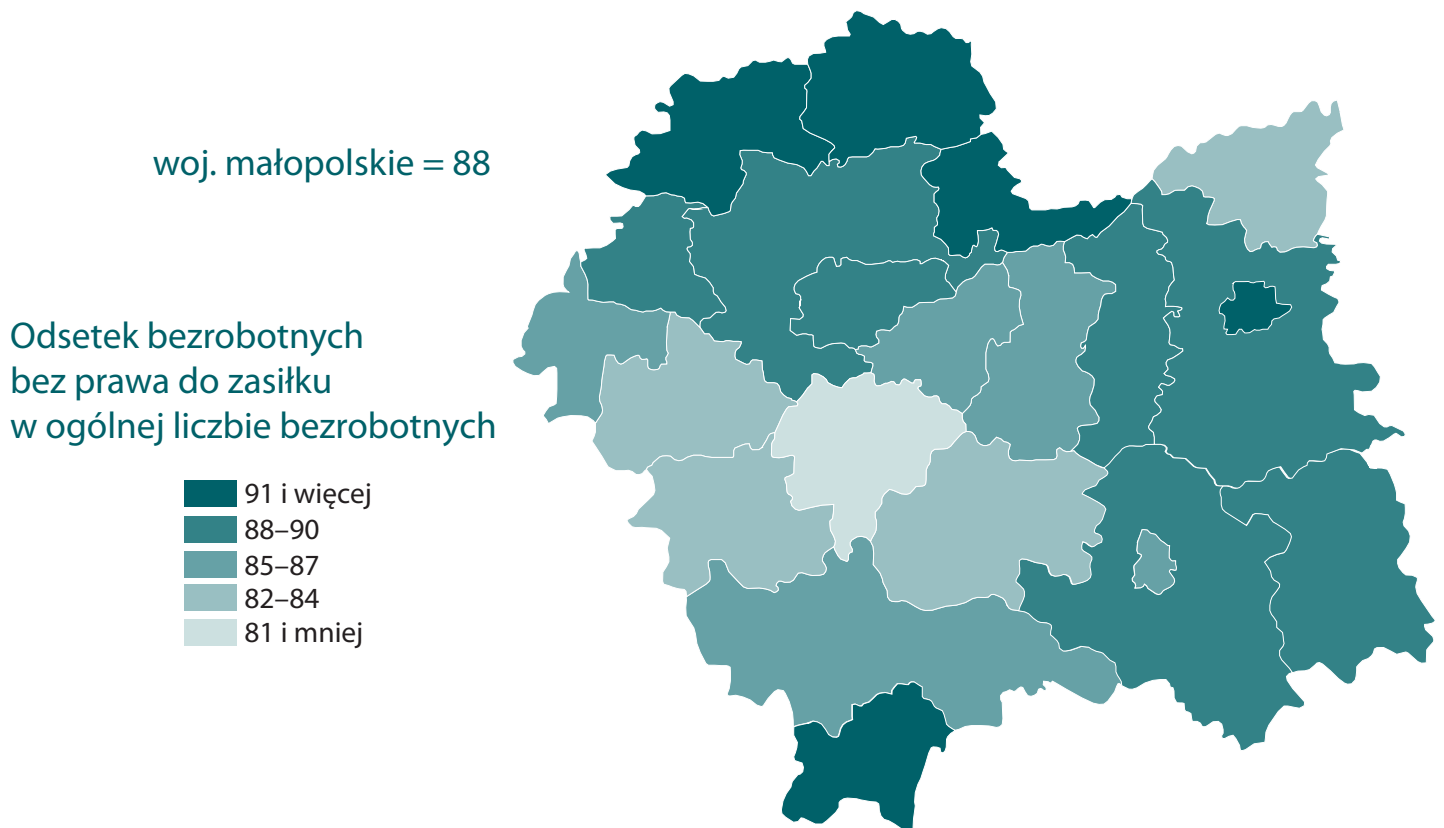 woj. małopolskie = 88
Odsetek bezrobotnych
bez prawa do zasiłku
w ogólnej liczbie bezrobotnych
91 i więcej
88–90
85–87
82–84
81 i mniej